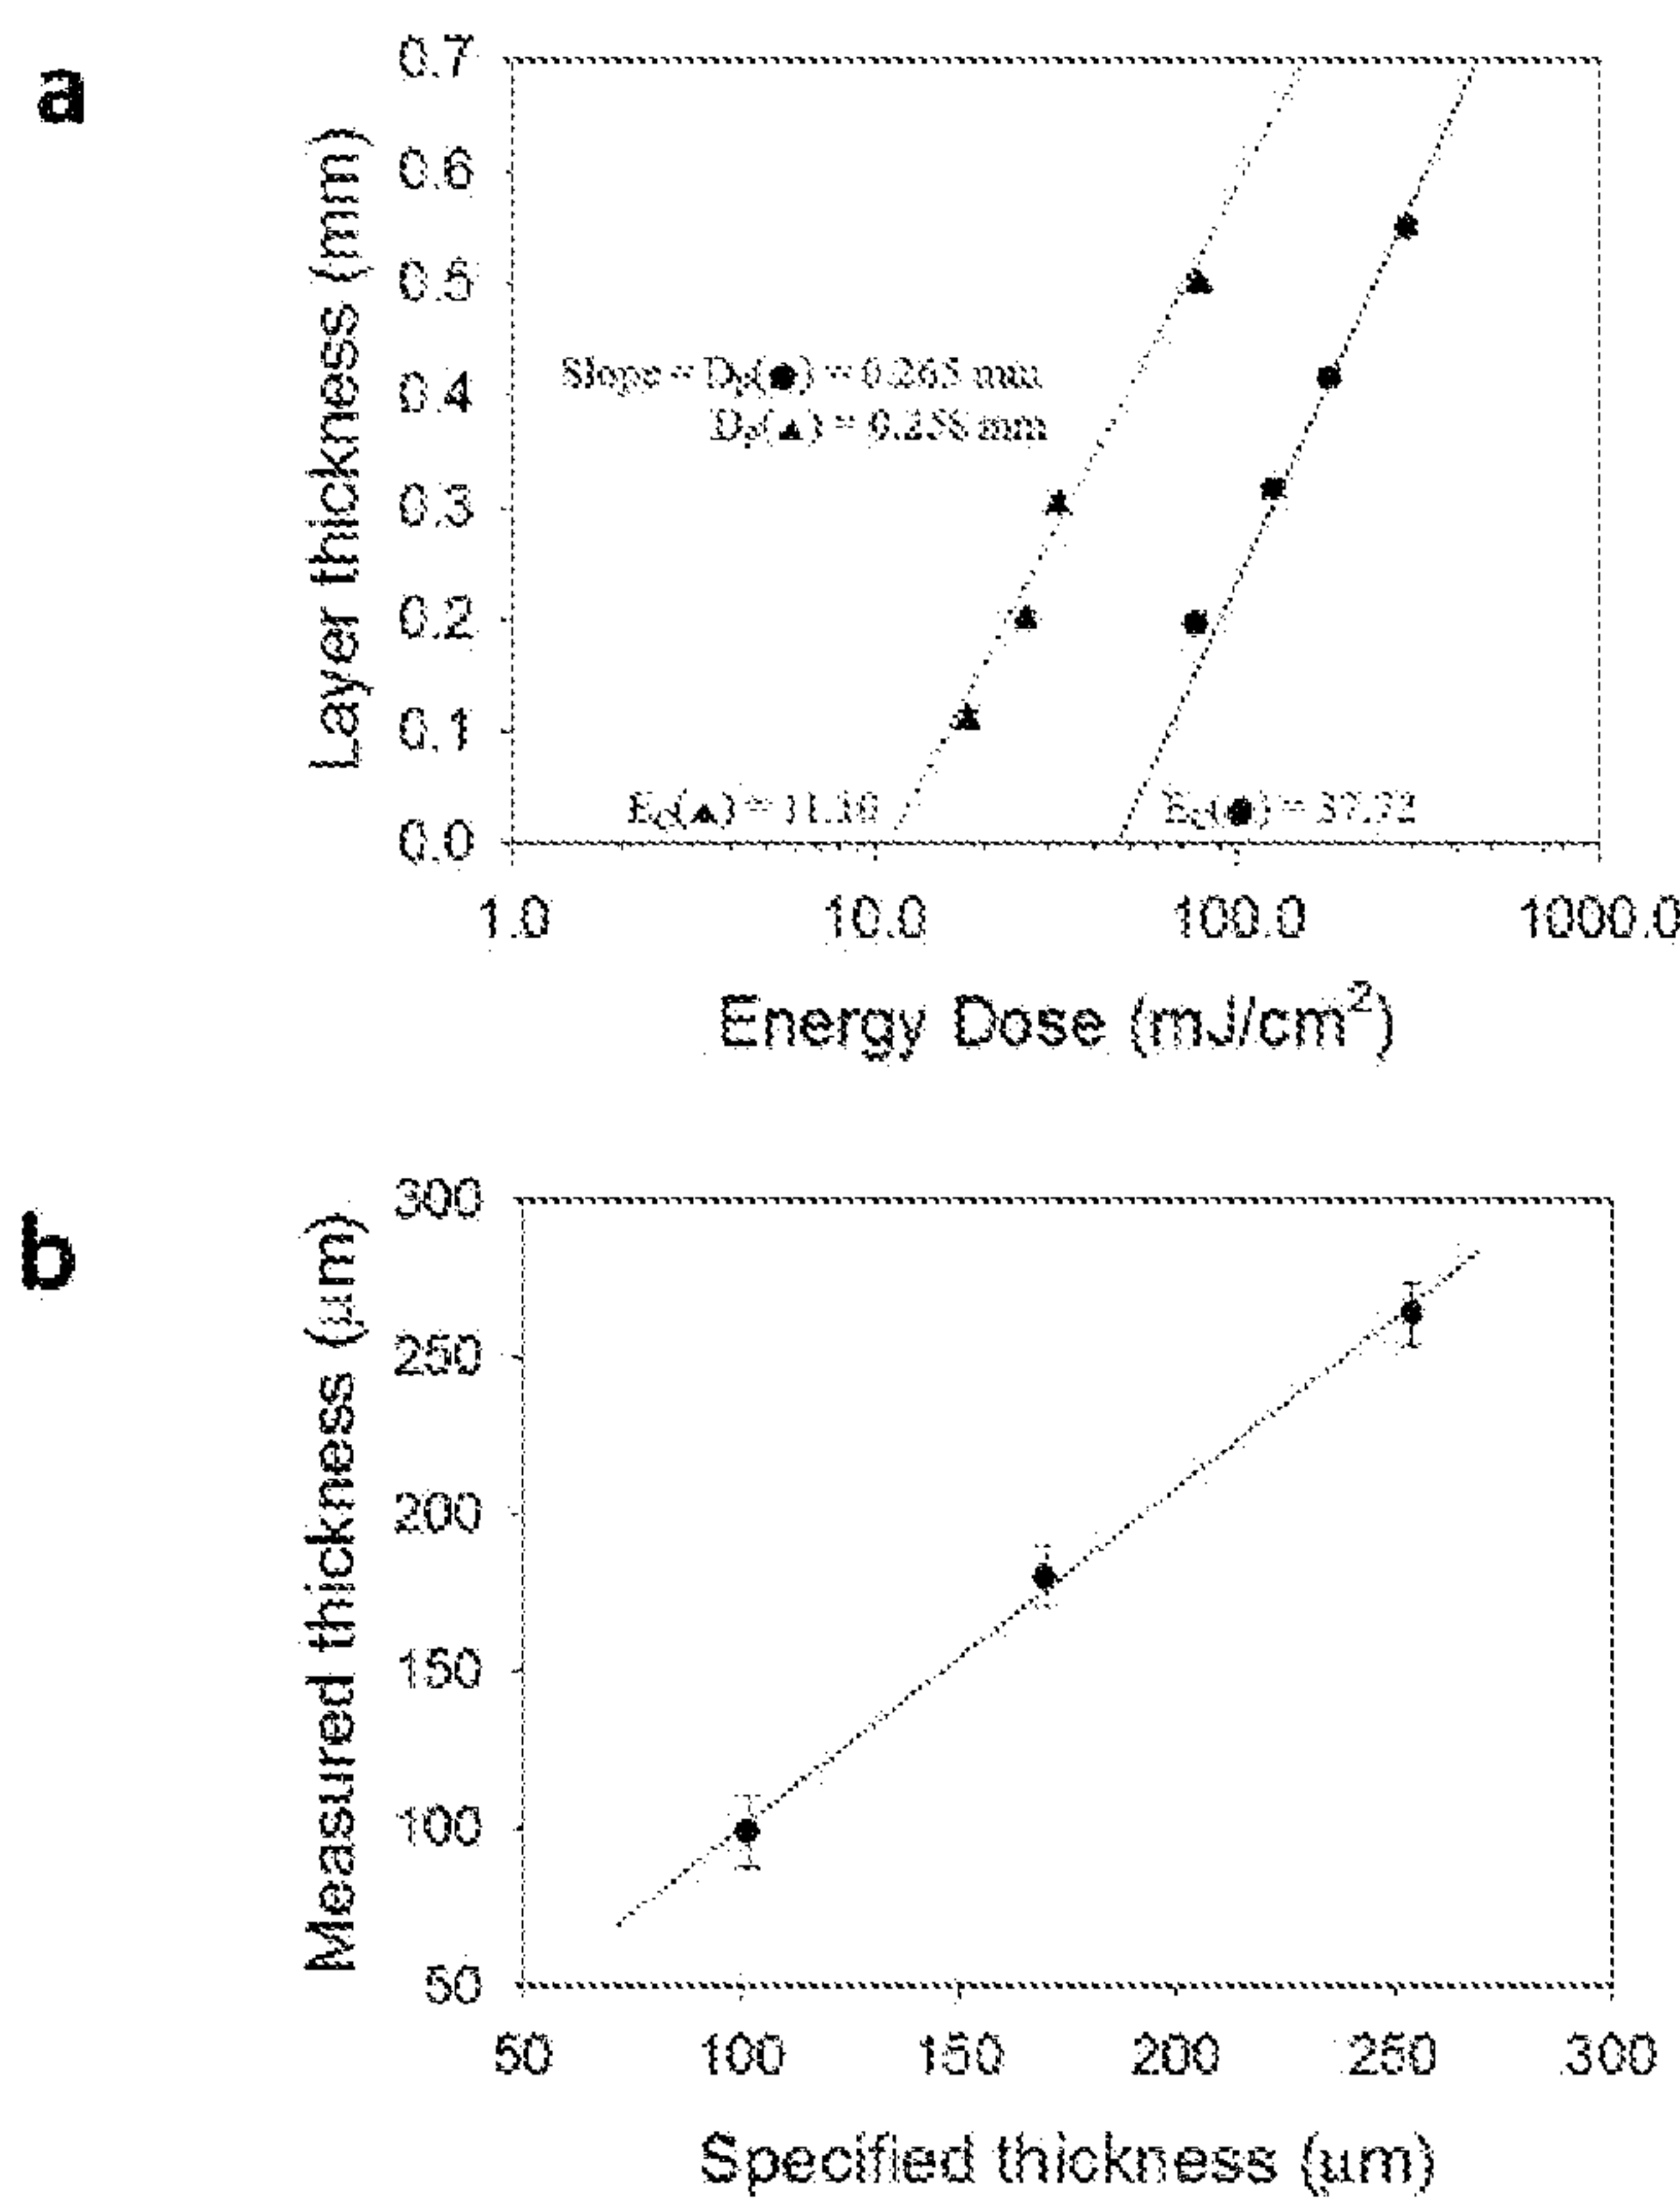 a
0.7
0.6
0.5
0.4
0.3
0.2
0.1
0.0
Layer thickness (mm)
Slope = Dp(●) = 0.265 mm
Dp(▲) = 0.258 mm
Ec(▲) = 11.10
Ec(●) = 37.72
1.0 10.0 100.0 1000.0
Energy Dose (mJ/cm²)
b
300
250
200
150
100
50
Measured thickness (μm)
50 100 150 200 250 300
Specified thickness (μm)